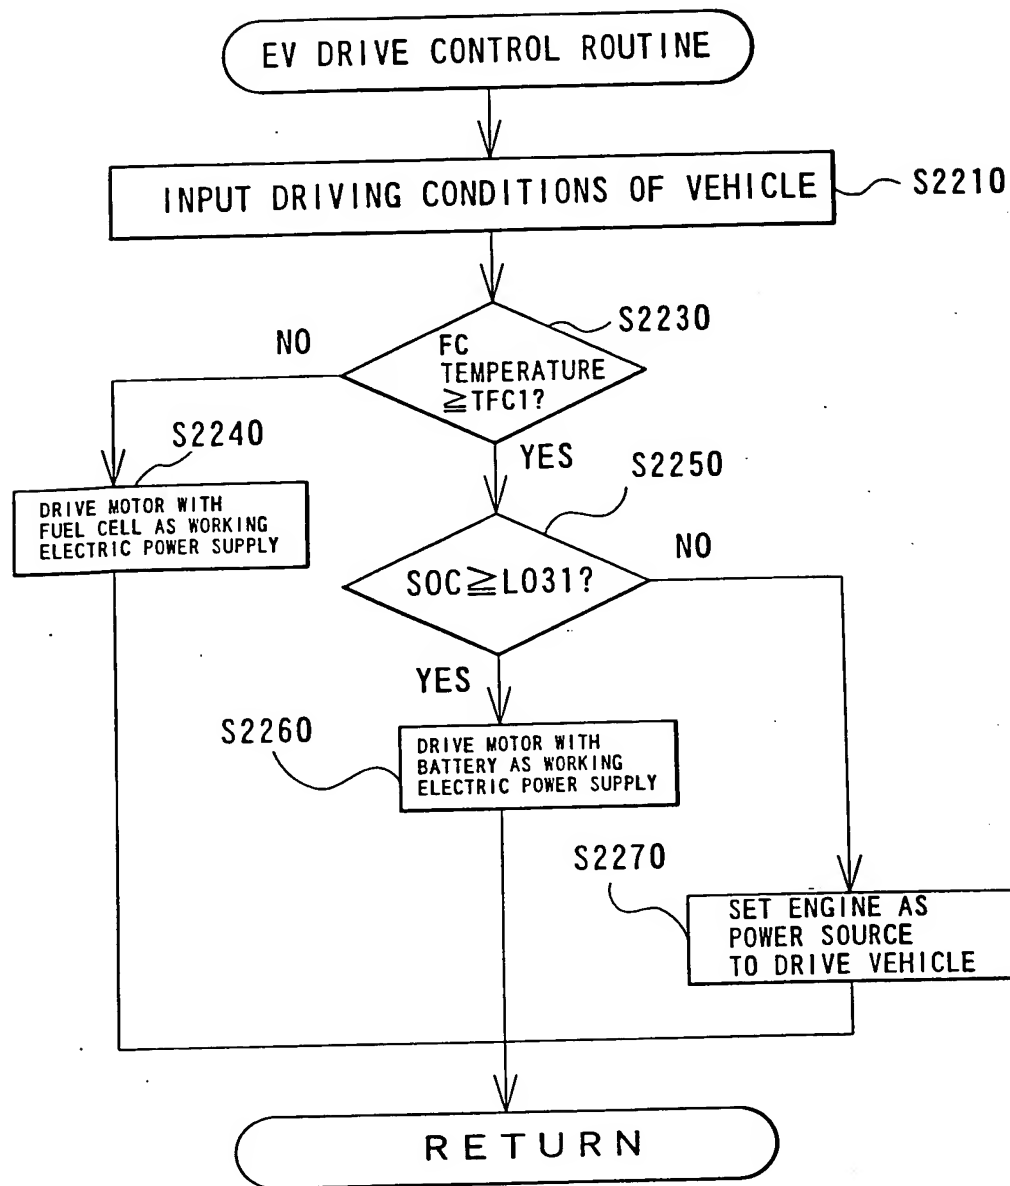 EV DRIVE CONTROL ROUTINE
INPUT DRIVING CONDITIONS OF VEHICLE
S2210
S2230
NO
FC
TEMPERATURE
≧TFC1?
S2240
YES
S2250
DRIVE MOTOR WITH
FUEL CELL AS WORKING
ELECTRIC POWER SUPPLY
NO
SOC≧LO31?
YES
S2260
DRIVE MOTOR WITH
BATTERY AS WORKING
ELECTRIC POWER SUPPLY
S2270
SET ENGINE AS
POWER SOURCE
TO DRIVE VEHICLE
RETURN